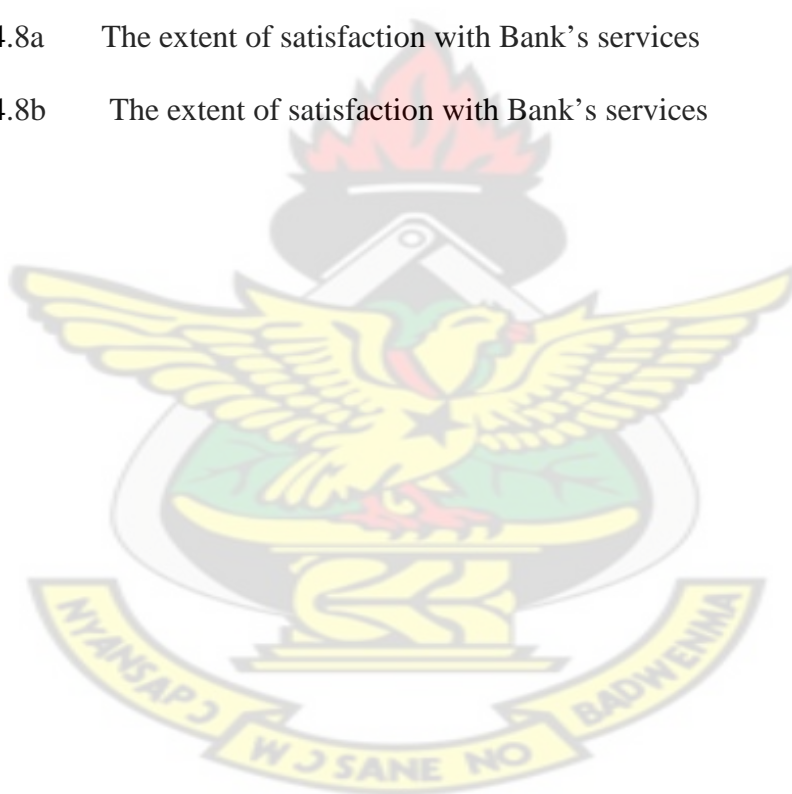 4.8a The extent of satisfaction with Bank’s services
4.8b The extent of satisfaction with Bank’s services
NYANSAPƆ
WƆSANE NO
BADWENMA